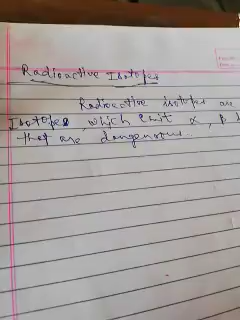 Radioactive Isotopes
Radioactive isotopes are
Isotopes, which emit α, β
that are dangerous.